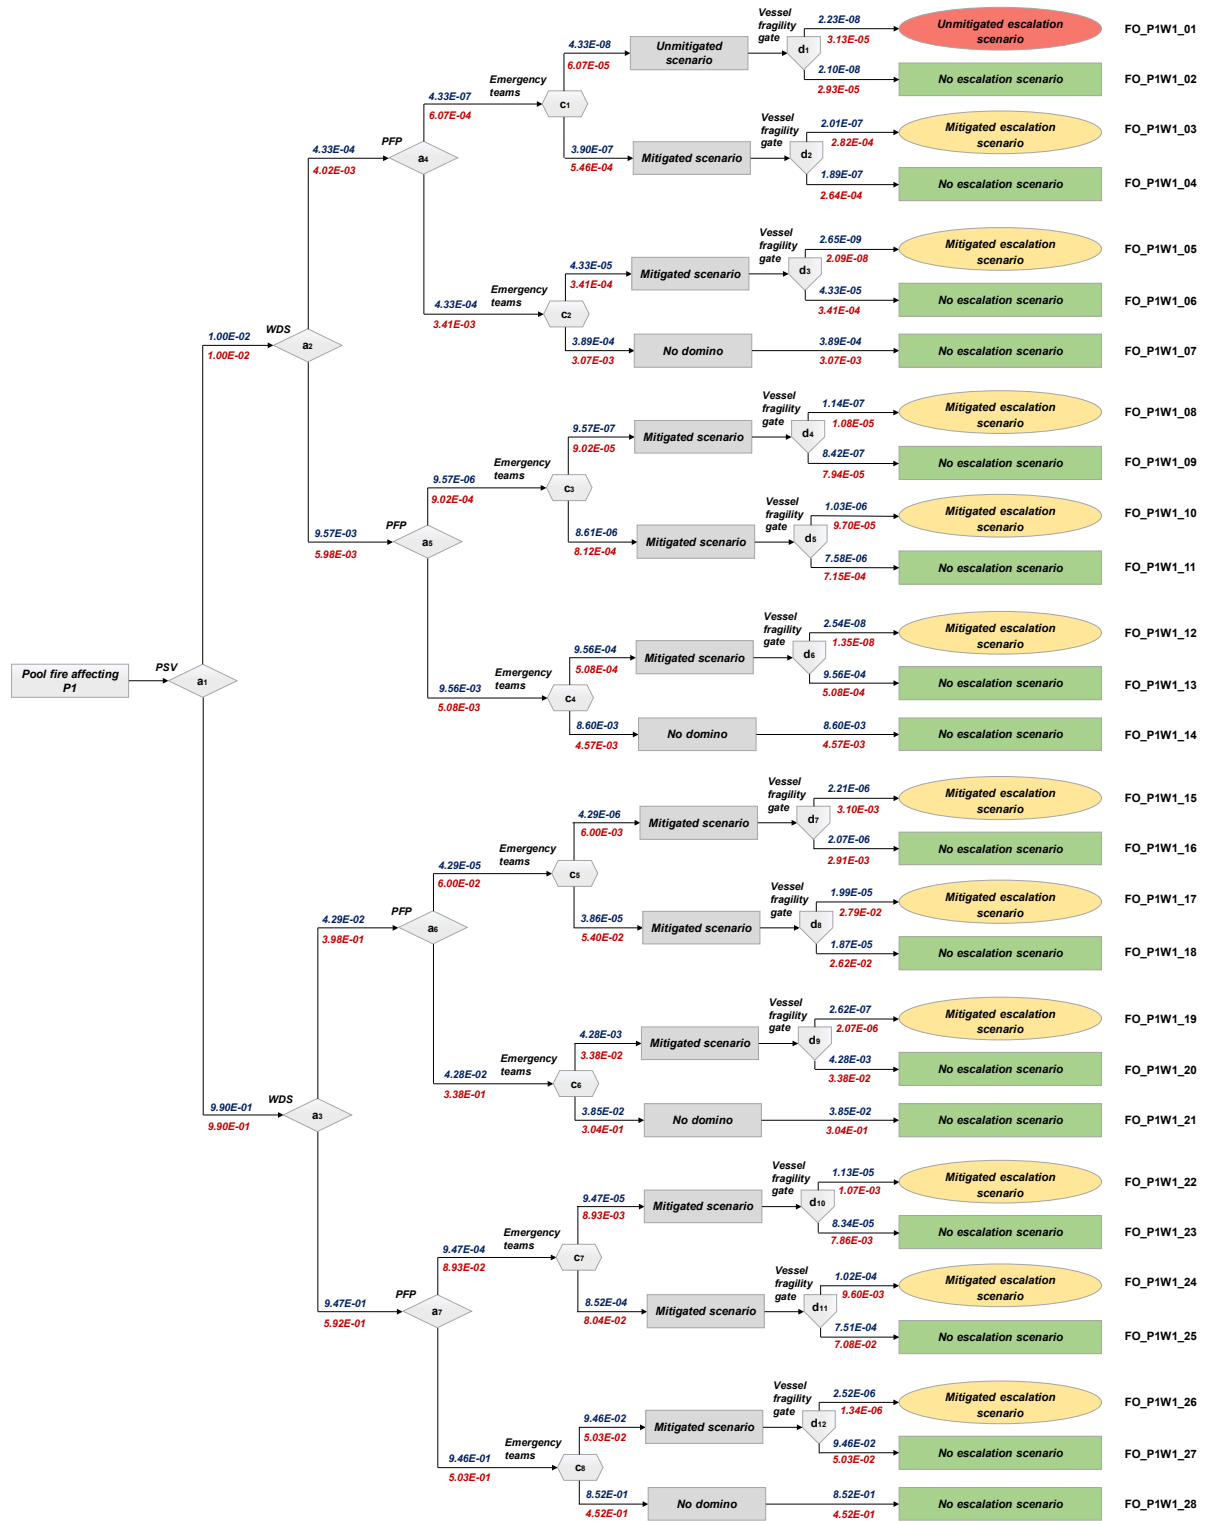 Vessel
fragility
gate
2.23E-08
3.13E-05
Unmitigated escalation
scenario
FO_P1W1_01
4.33E-08
6.07E-05
Unmitigated
scenario
d1
2.10E-08
2.93E-05
No escalation scenario
FO_P1W1_02
Emergency
teams
4.33E-07
6.07E-04
c1
Vessel
fragility
gate
2.01E-07
2.82E-04
Mitigated escalation
scenario
FO_P1W1_03
3.90E-07
5.46E-04
Mitigated scenario
d2
1.89E-07
2.64E-04
No escalation scenario
FO_P1W1_04
PFP
4.33E-04
4.02E-03
a4
Vessel
fragility
gate
2.65E-09
2.09E-08
Mitigated escalation
scenario
FO_P1W1_05
4.33E-05
3.41E-04
Mitigated scenario
d3
4.33E-05
3.41E-04
No escalation scenario
FO_P1W1_06
Emergency
teams
4.33E-04
3.41E-03
c2
3.89E-04
3.07E-03
No domino
3.89E-04
3.07E-03
No escalation scenario
FO_P1W1_07
WDS
1.00E-02
1.00E-02
a2
Vessel
fragility
gate
1.14E-07
1.08E-05
Mitigated escalation
scenario
FO_P1W1_08
9.57E-07
9.02E-05
Mitigated scenario
d4
8.42E-07
7.94E-05
No escalation scenario
FO_P1W1_09
Emergency
teams
9.57E-06
9.02E-04
c3
Vessel
fragility
gate
1.03E-06
9.70E-05
Mitigated escalation
scenario
FO_P1W1_10
8.61E-06
8.12E-04
Mitigated scenario
d5
7.58E-06
7.15E-04
No escalation scenario
FO_P1W1_11
PFP
9.57E-03
5.98E-03
a5
Vessel
fragility
gate
2.54E-08
1.35E-08
Mitigated escalation
scenario
FO_P1W1_12
9.56E-04
5.08E-04
Mitigated scenario
d6
9.56E-04
5.08E-04
No escalation scenario
FO_P1W1_13
Emergency
teams
9.56E-03
5.08E-03
c4
8.60E-03
4.57E-03
No domino
8.60E-03
4.57E-03
No escalation scenario
FO_P1W1_14
Pool fire affecting
P1
PSV
a1
Vessel
fragility
gate
2.21E-06
3.10E-03
Mitigated escalation
scenario
FO_P1W1_15
4.29E-06
6.00E-03
Mitigated scenario
d7
2.07E-06
2.91E-03
No escalation scenario
FO_P1W1_16
Emergency
teams
4.29E-05
6.00E-02
c5
Vessel
fragility
gate
1.99E-05
2.79E-02
Mitigated escalation
scenario
FO_P1W1_17
3.86E-05
5.40E-02
Mitigated scenario
d8
1.87E-05
2.62E-02
No escalation scenario
FO_P1W1_18
PFP
4.29E-02
3.98E-01
a6
Vessel
fragility
gate
2.62E-07
2.07E-06
Mitigated escalation
scenario
FO_P1W1_19
4.28E-03
3.38E-02
Mitigated scenario
d9
4.28E-03
3.38E-02
No escalation scenario
FO_P1W1_20
Emergency
teams
4.28E-02
3.38E-01
c6
3.85E-02
3.04E-01
No domino
3.85E-02
3.04E-01
No escalation scenario
FO_P1W1_21
WDS
9.90E-01
9.90E-01
a3
Vessel
fragility
gate
1.13E-05
1.07E-03
Mitigated escalation
scenario
FO_P1W1_22
9.47E-05
8.93E-03
Mitigated scenario
d10
8.34E-05
7.86E-03
No escalation scenario
FO_P1W1_23
Emergency
teams
9.47E-04
8.93E-02
c7
Vessel
fragility
gate
1.02E-04
9.60E-03
Mitigated escalation
scenario
FO_P1W1_24
8.52E-04
8.04E-02
Mitigated scenario
d11
7.51E-04
7.08E-02
No escalation scenario
FO_P1W1_25
PFP
9.47E-01
5.92E-01
a7
Vessel
fragility
gate
2.52E-06
1.34E-06
Mitigated escalation
scenario
FO_P1W1_26
9.46E-02
5.03E-02
Mitigated scenario
d12
9.46E-02
5.03E-02
No escalation scenario
FO_P1W1_27
Emergency
teams
9.46E-01
5.03E-01
c8
8.52E-01
4.52E-01
No domino
8.52E-01
4.52E-01
No escalation scenario
FO_P1W1_28